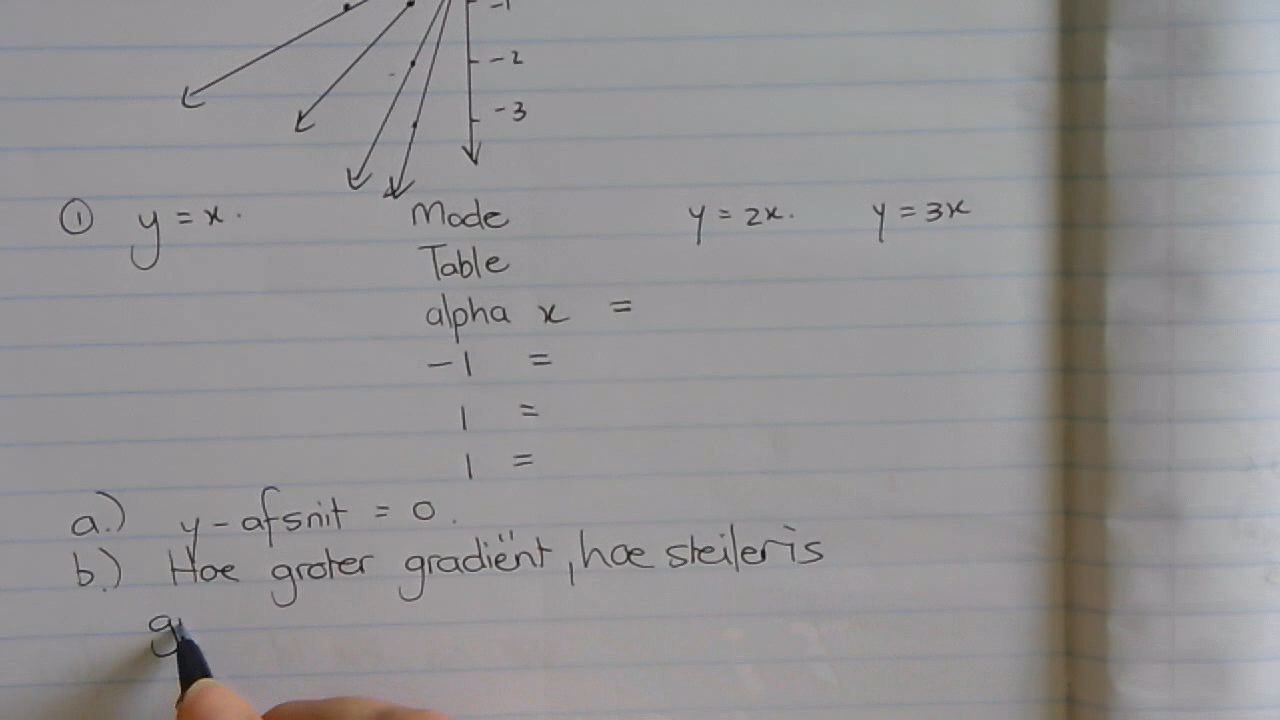 -1
-2
-3
① y = x. Mode y = 2x. y = 3x
Table
alpha x =
-1 =
1 =
1 =
a.) y-afsnit = 0.
b.) Hoe groter gradiënt, hoe steiler is
g